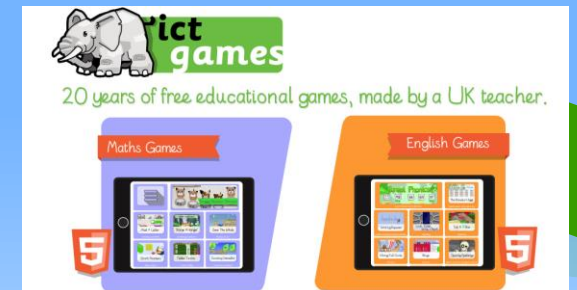 ict
games
20 years of free educational games, made by a UK teacher.
Maths Games
English Games
5
5